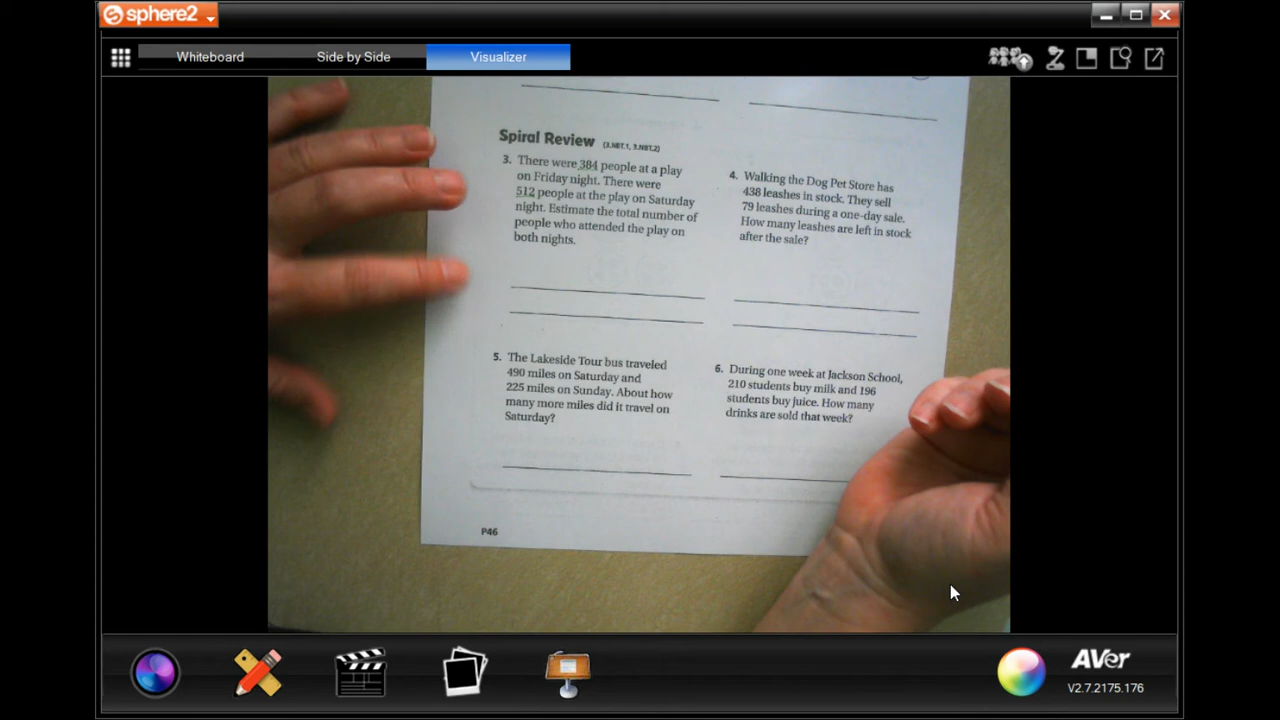 sphere2
Whiteboard
Side by Side
Visualizer
Spiral Review (3.NBT.1, 3.NBT.2)
3. There were 384 people at a play
on Friday night. There were
512 people at the play on Saturday
night. Estimate the total number of
people who attended the play on
both nights.
4. Walking the Dog Pet Store has
438 leashes in stock. They sell
79 leashes during a one-day sale.
How many leashes are left in stock
after the sale?
5. The Lakeside Tour bus traveled
490 miles on Saturday and
225 miles on Sunday. About how
many more miles did it travel on
Saturday?
6. During one week at Jackson School,
210 students buy milk and 196
students buy juice. How many
drinks are sold that week?
P46
AVer
V2.7.2175.176